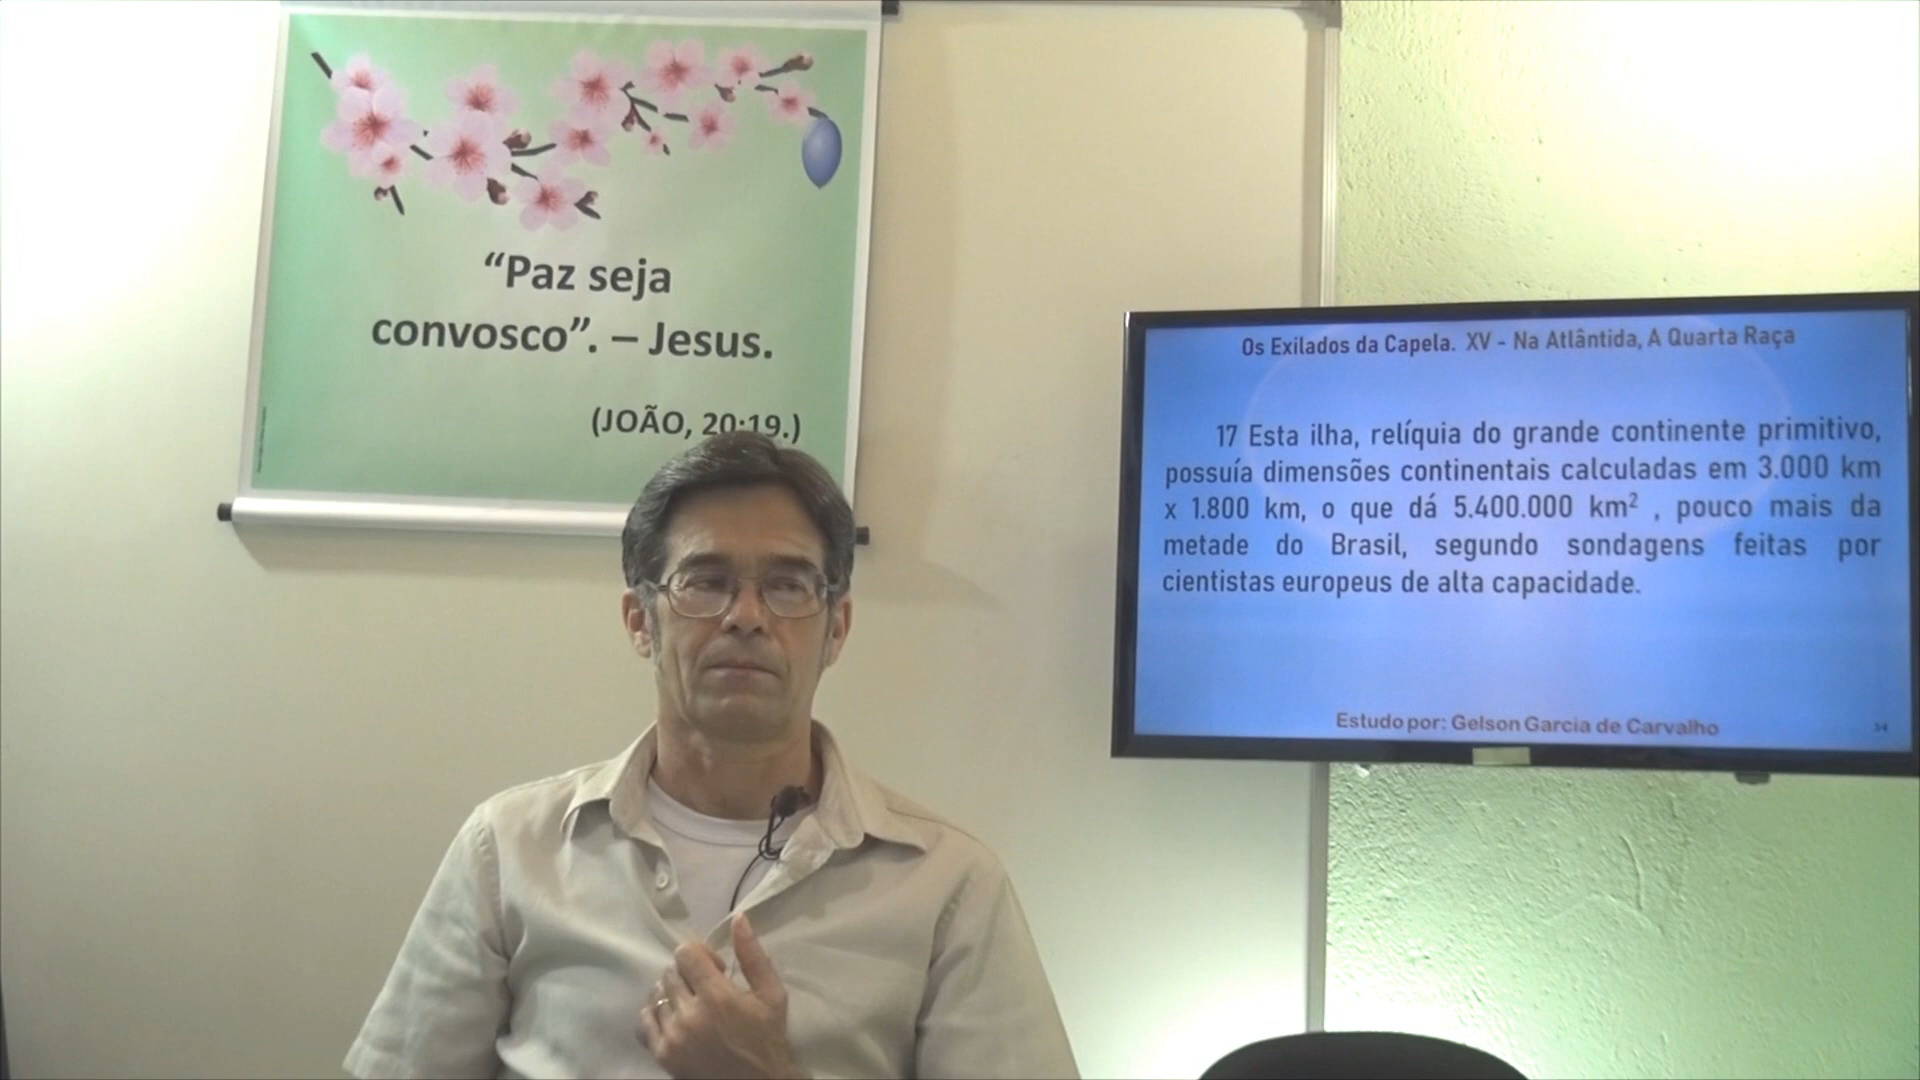 “Paz seja
convosco”. – Jesus.
(JOÃO, 20:19.)
Os Exilados da Capela. XV - Na Atlântida, A Quarta Raça
17 Esta ilha, relíquia do grande continente primitivo,
possuía dimensões continentais calculadas em 3.000 km
x 1.800 km, o que dá 5.400.000 km² , pouco mais da
metade do Brasil, segundo sondagens feitas por
cientistas europeus de alta capacidade.
Estudo por: Gelson Garcia de Carvalho
34